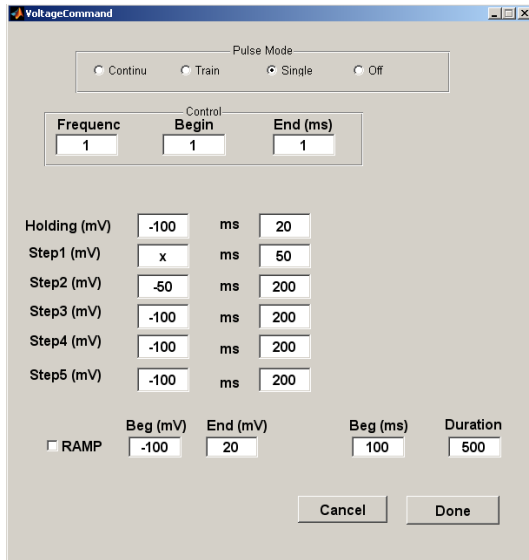 VoltageCommand
Pulse Mode
Continu Train Single Off
Control
Frequenc Begin End (ms)
1 1 1
Holding (mV) -100 ms 20
Step1 (mV) x ms 50
Step2 (mV) -50 ms 200
Step3 (mV) -100 ms 200
Step4 (mV) -100 ms 200
Step5 (mV) -100 ms 200
Beg (mV) End (mV) Beg (ms) Duration
RAMP -100 20 100 500
Cancel Done